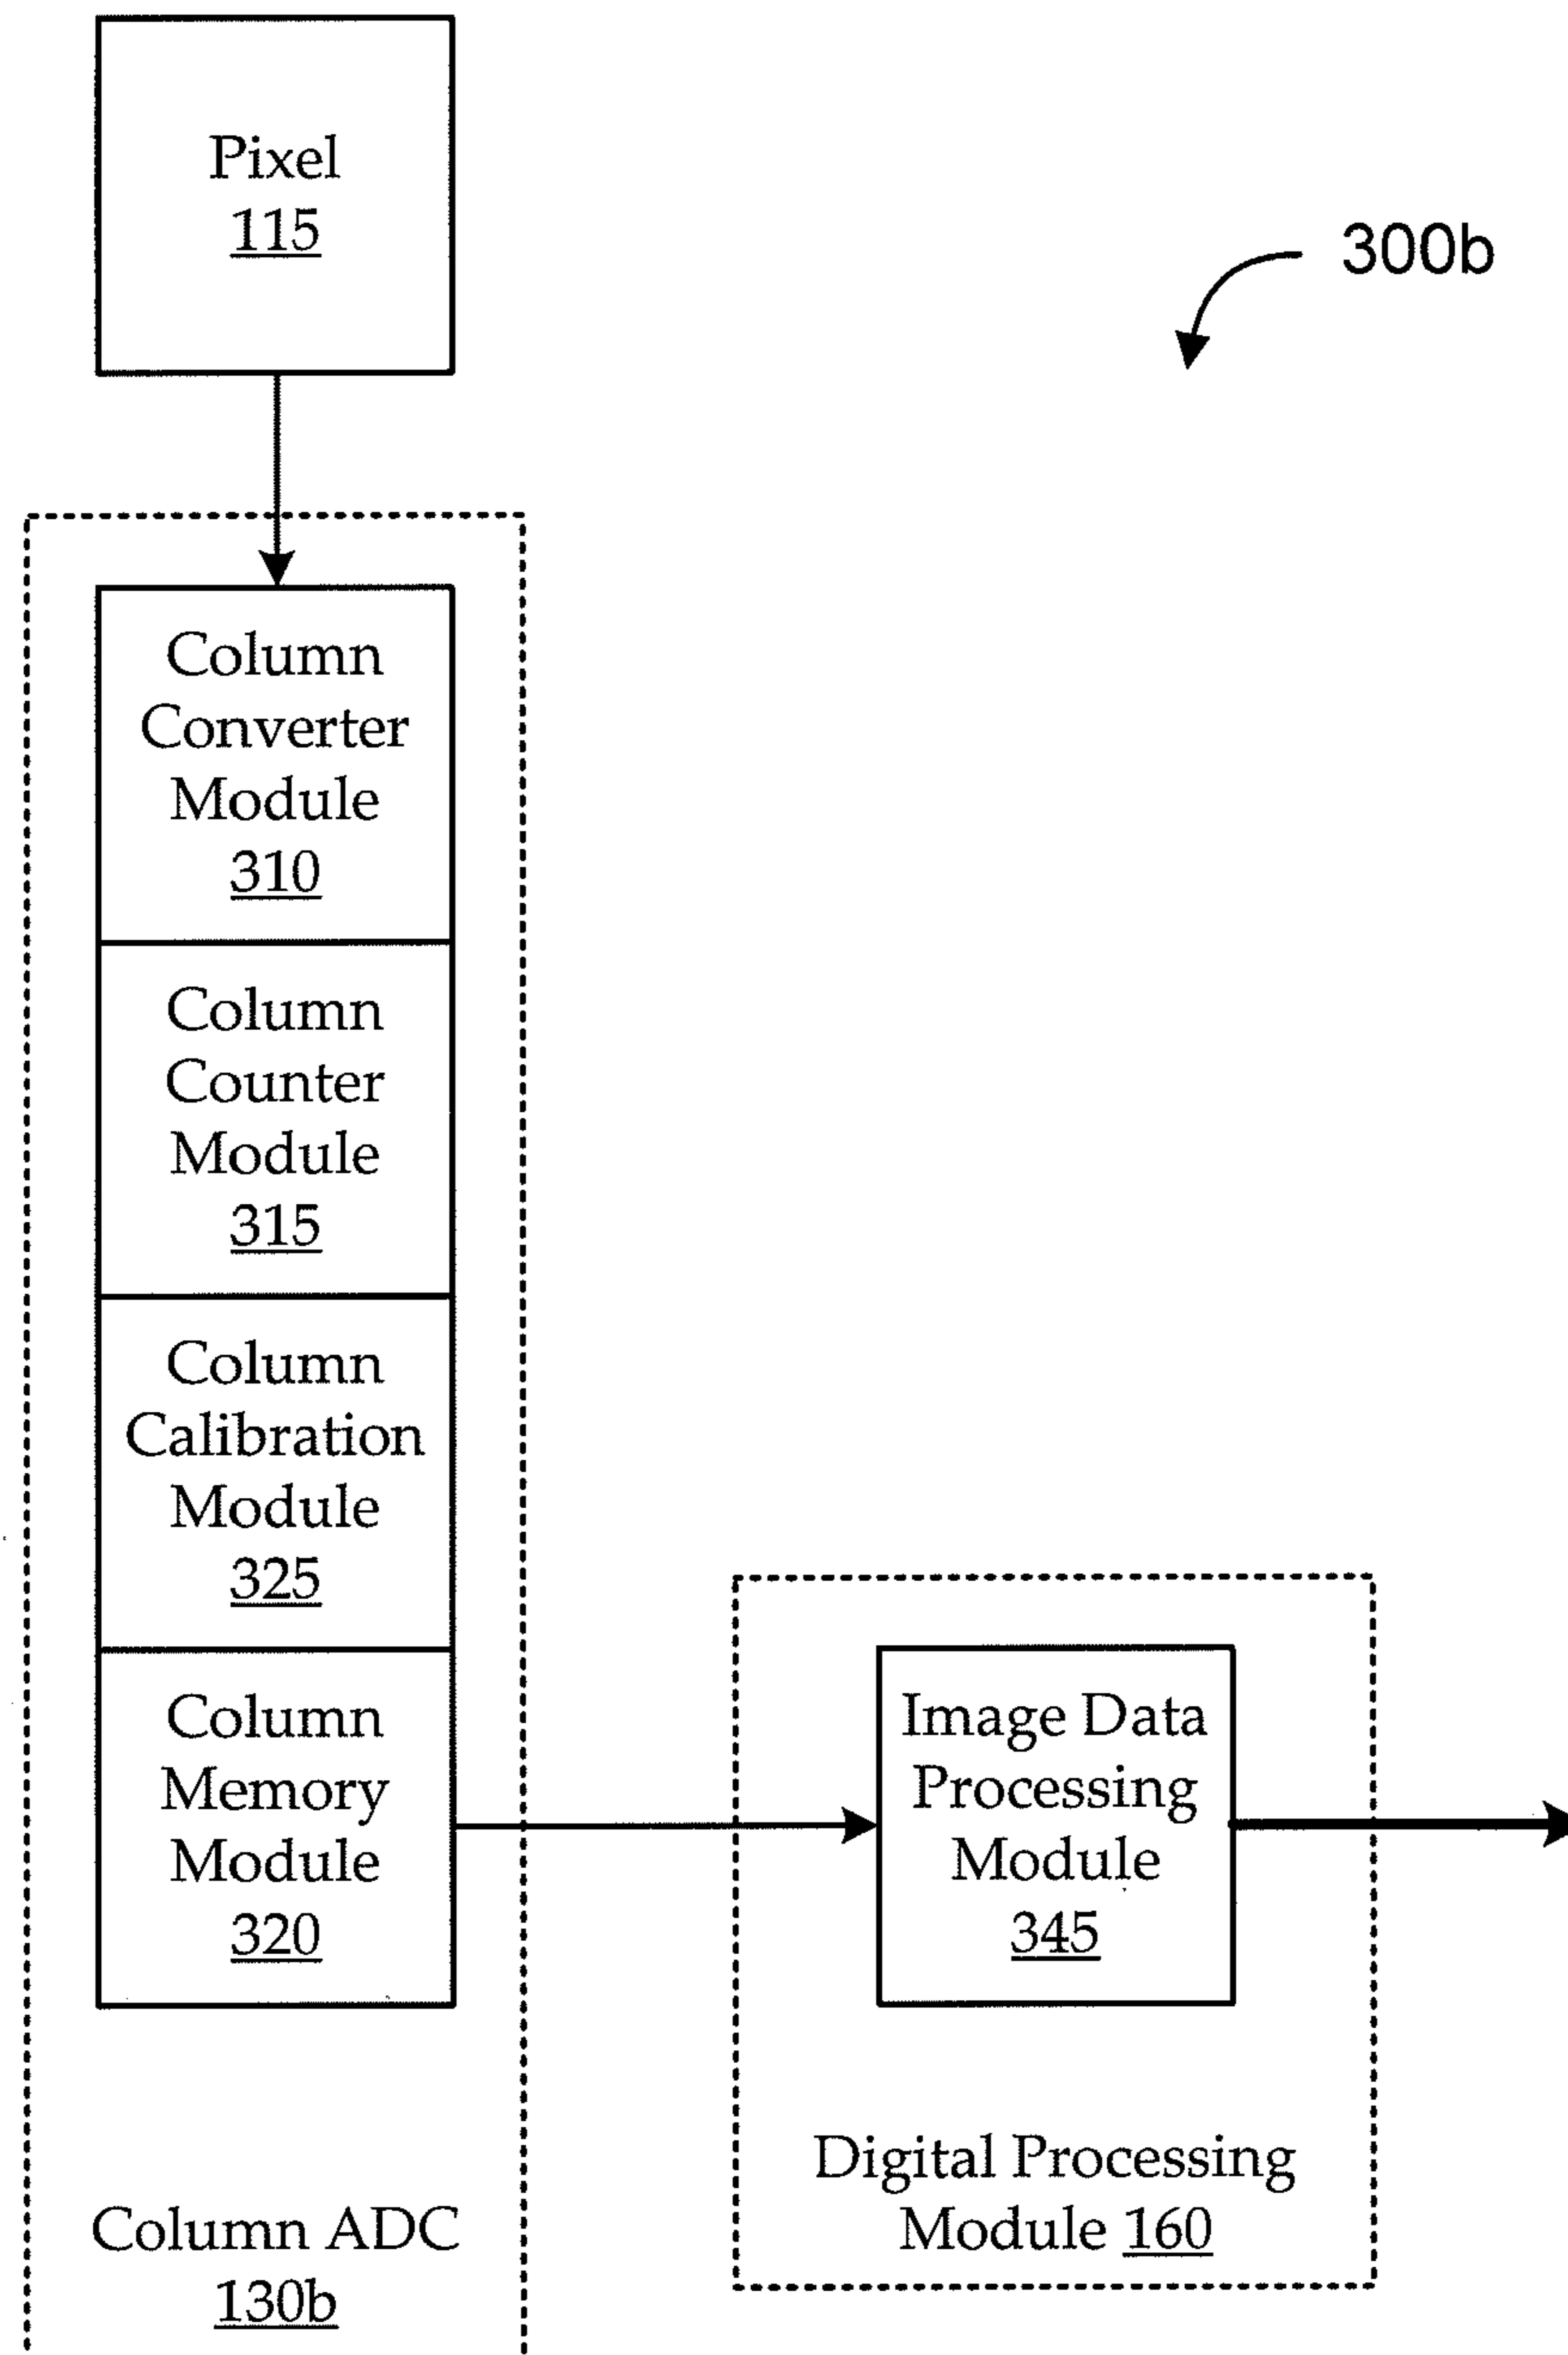 Pixel
115
300b
Column
Converter
Module
310
Column
Counter
Module
315
Column
Calibration
Module
325
Column
Memory
Module
320
Image Data
Processing
Module
345
Digital Processing
Module 160
Column ADC
130b